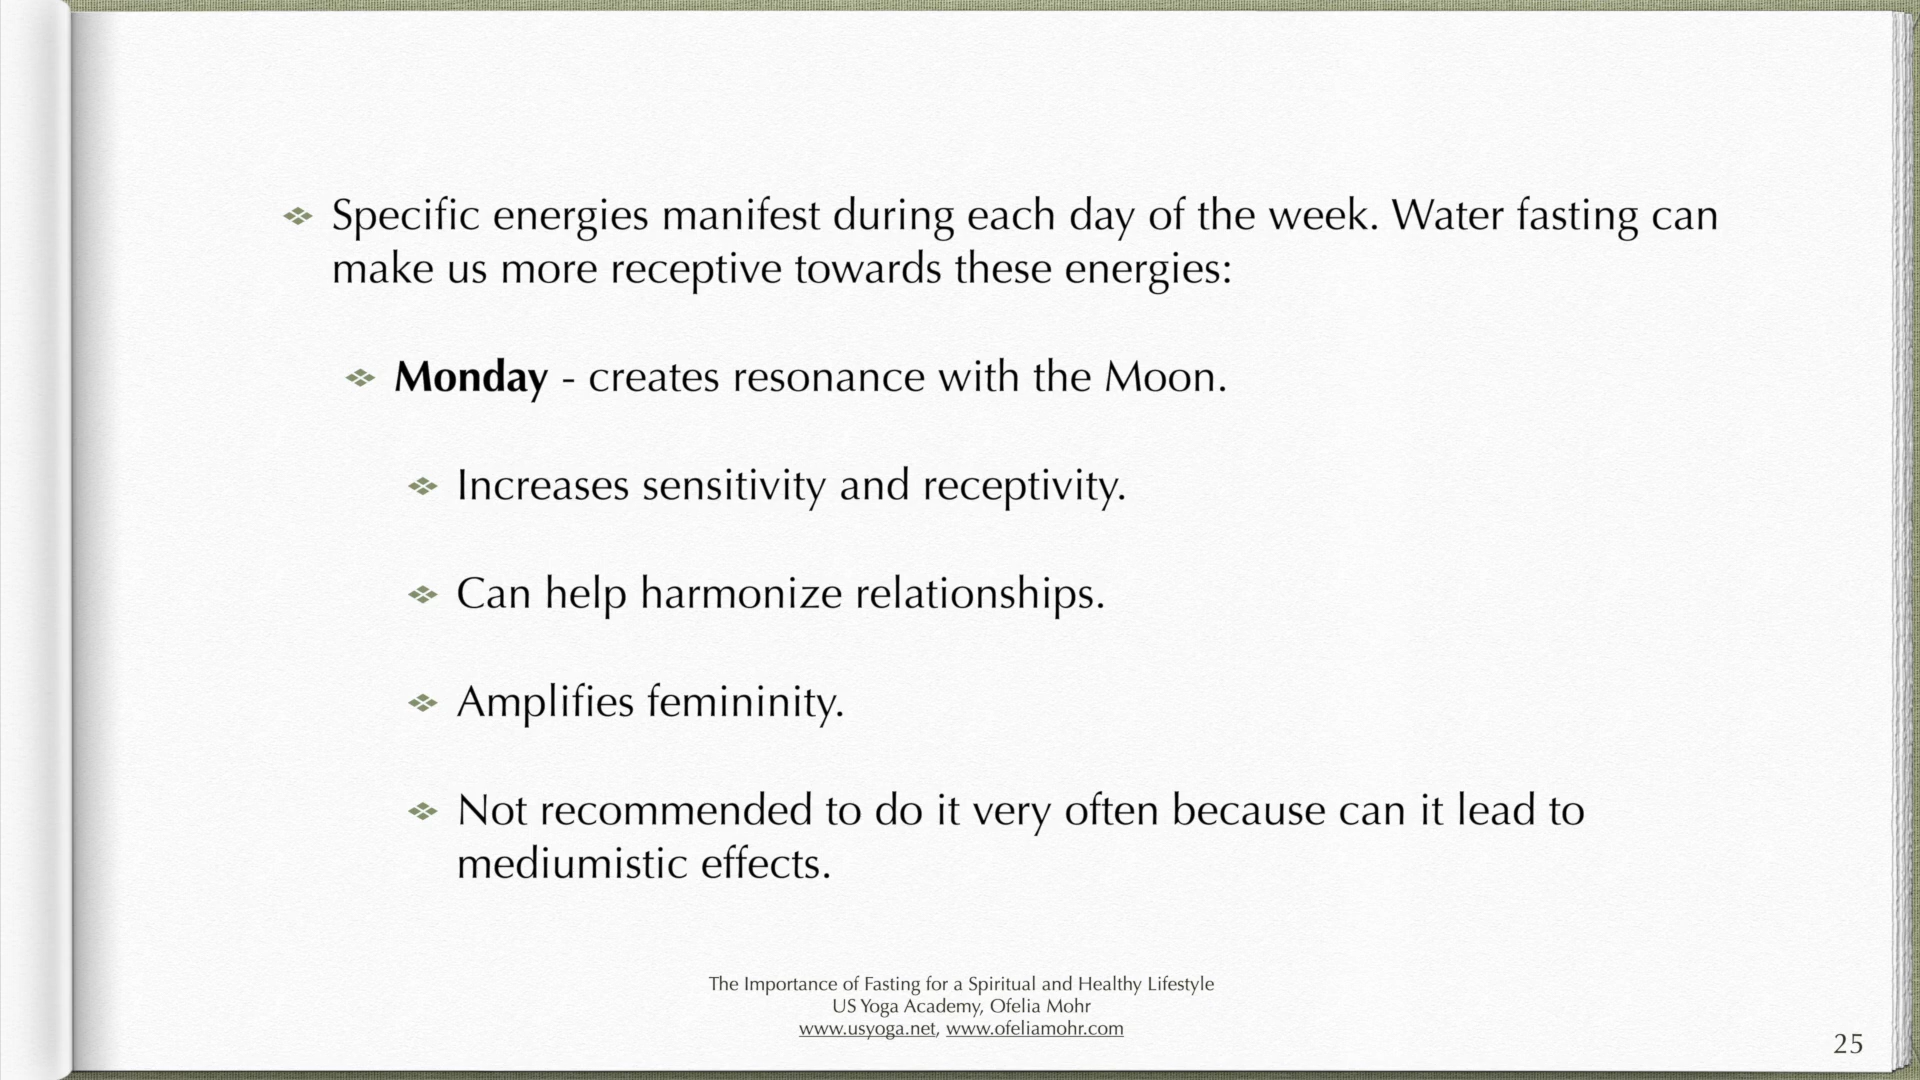 Specific energies manifest during each day of the week. Water fasting can
make us more receptive towards these energies:
Monday - creates resonance with the Moon.
Increases sensitivity and receptivity.
Can help harmonize relationships.
Amplifies femininity.
Not recommended to do it very often because can it lead to
mediumistic effects.
The Importance of Fasting for a Spiritual and Healthy Lifestyle
US Yoga Academy, Ofelia Mohr
www.usyoga.net, www.ofeliamohr.com
25